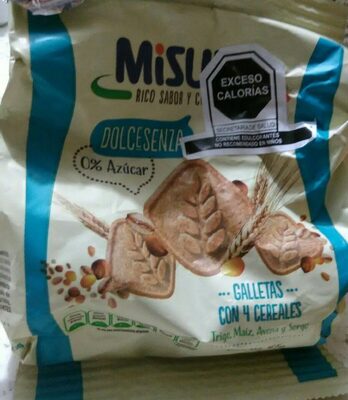 MiSU
RICO SABOR Y
EXCESO
CALORÍAS
SECRETARÍA DE SALUD
CONTIENE EDULCORANTES
NO RECOMENDABLE EN NIÑOS
DOLCESENZA
0% Azúcar
GALLETAS
CON 4 CEREALES
Trigo, Maíz, Avena y Sorgo